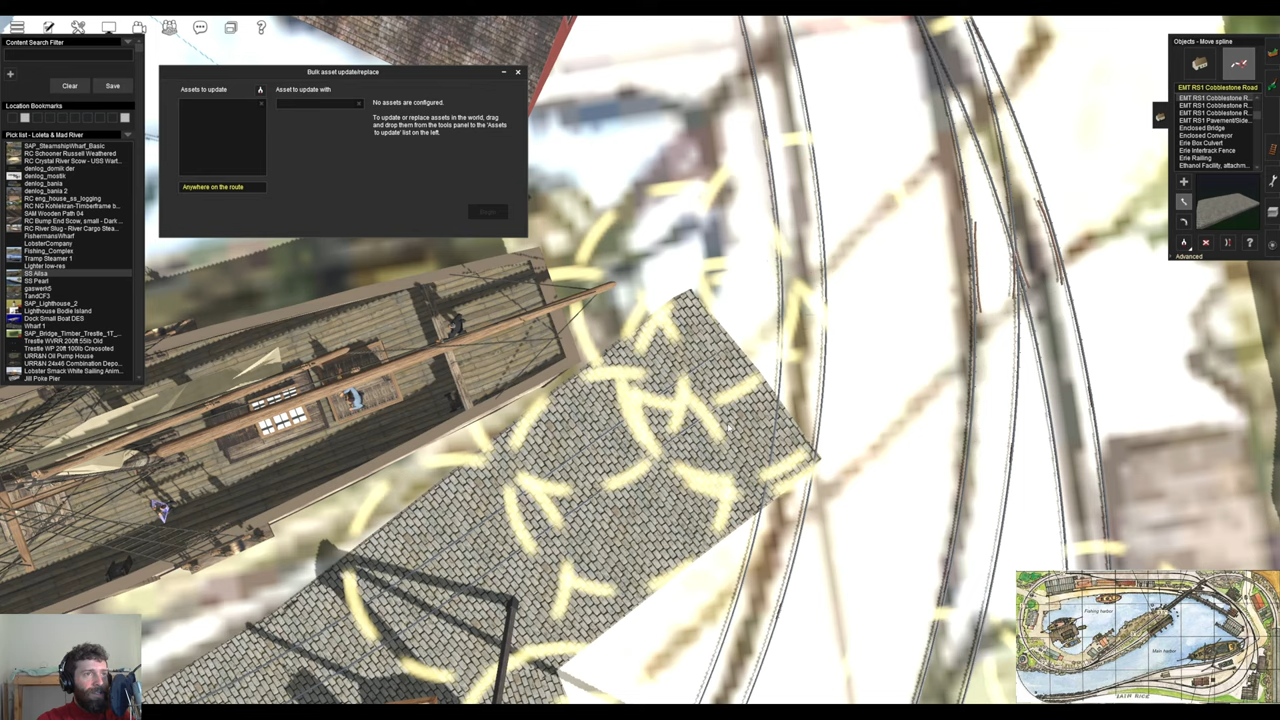 Content Search Filter
Clear
Save
Location Bookmarks
Pick list - Loleta & Mad River
SAP_SteamshipWharf_Basic
RC Schooner Russell Weathered
RC Crystal River Scow - USS Warf...
denlog_domik der
denlog_mostik
denlog_bania
denlog_bania 2
RC eng_house_ss_logging
RC NG Kohlekran-Timberframe b...
SAM Wooden Path 04
RC Bump End Scow, small - Dark ...
RC River Slug - River Cargo Stea...
FishermansWharf
LobsterCompany
Fishing_Complex
Tramp Steamer 1
Lighter low-res
SS Ailsa
SS Pearl
gaswerk5
TandCF3
SAP_Lighthouse_2
Lighthouse Bodie Island
Dock Small Boat DES
Wharf 1
SAP_Bridge_Timber_Trestle_1T_...
Trestle WVRR 200ft 55lb Old
Trestle WP 20ft 100lb Creosoted
URR&N Oil Pump House
URR&N 24x46 Combination Depo...
Lobster Smack White Sailing Anim...
Jill Poke Pier
Bulk asset update/replace
Assets to update
Asset to update with
No assets are configured.
To update or replace assets in the world, drag
and drop them from the tools panel to the 'Assets
to update' list on the left.
Anywhere on the route
Begin
Objects - Move spline
EMT RS1 Cobblestone Road
EMT RS1 Cobblestone R...
EMT RS1 Cobblestone R...
EMT RS1 Cobblestone R...
EMT RS1 Pavement/Side...
Enclosed Bridge
Enclosed Conveyor
Erie Box Culvert
Erie Intertrack Fence
Erie Railing
Ethanol Facility, attachm...
Advanced
Fishing harbor
Main harbor